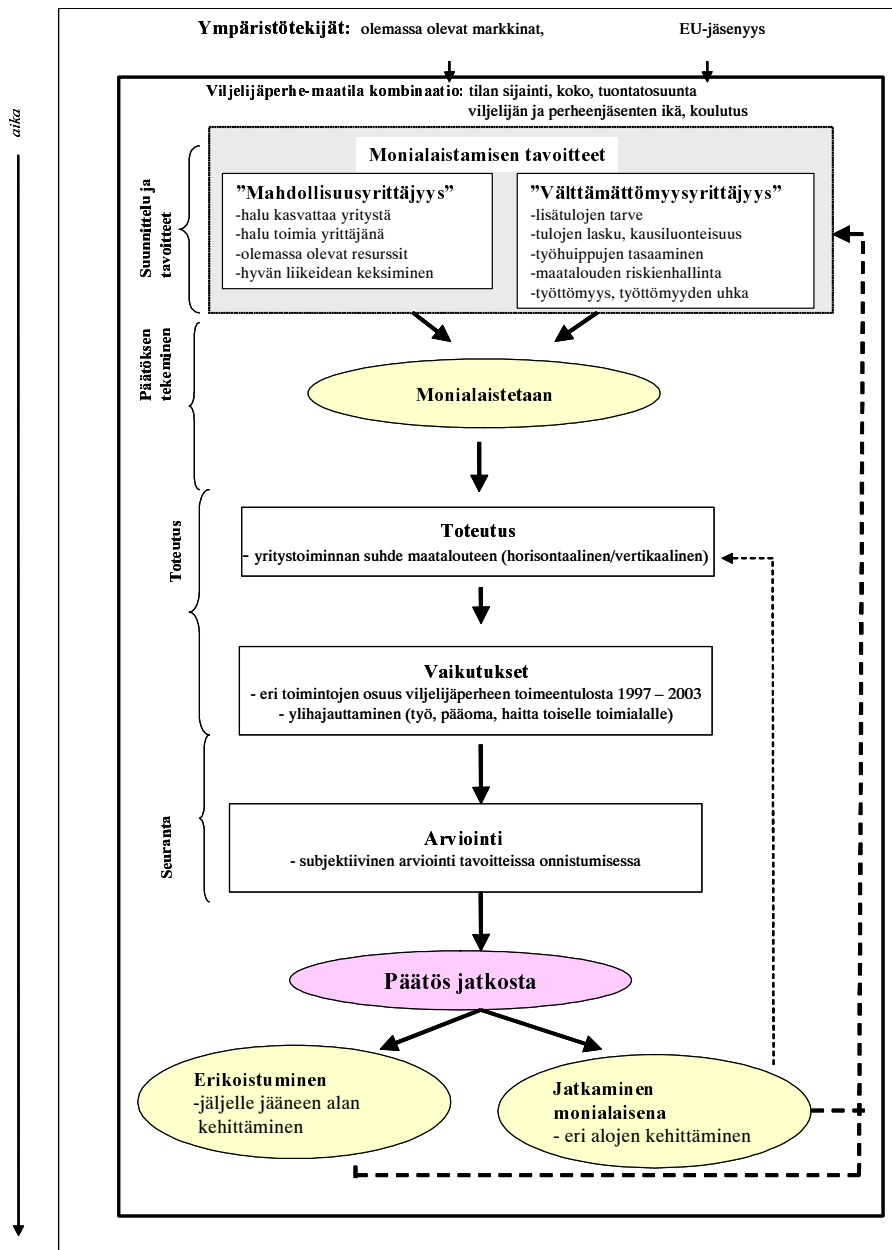 Ympäristötekijät: olemassa olevat markkinat, EU-jäsenyys
aika
Viljelijäperhe-maatila kombinaatio: tilan sijainti, koko, tuontatosuunta
viljelijän ja perheenjäsenten ikä, koulutus
Suunnittelu ja
tavoitteet
Monialaistamisen tavoitteet
”Mahdollisuusyrittäjyys”
-halu kasvattaa yritystä
-halu toimia yrittäjänä
-olemassa olevat resurssit
-hyvän liikeidean keksiminen
”Välttämättömyysyrittäjyys”
-lisätulojen tarve
-tulojen lasku, kausiluonteisuus
-työhuippujen tasaaminen
-maatalouden riskienhallinta
-työttömyys, työttömyyden uhka
Päätöksen
tekeminen
Monialaistetaan
Toteutus
Toteutus
- yritystoiminnan suhde maatalouteen (horisontaalinen/vertikaalinen)
Vaikutukset
- eri toimintojen osuus viljelijäperheen toimeentulosta 1997 – 2003
- ylihajauttaminen (työ, pääoma, haitta toiselle toimialalle)
Seuranta
Arviointi
- subjektiivinen arviointi tavoitteissa onnistumisessa
Päätös jatkosta
Erikoistuminen
-jäljelle jääneen alan
kehittäminen
Jatkaminen
monialaisena
- eri alojen kehittäminen